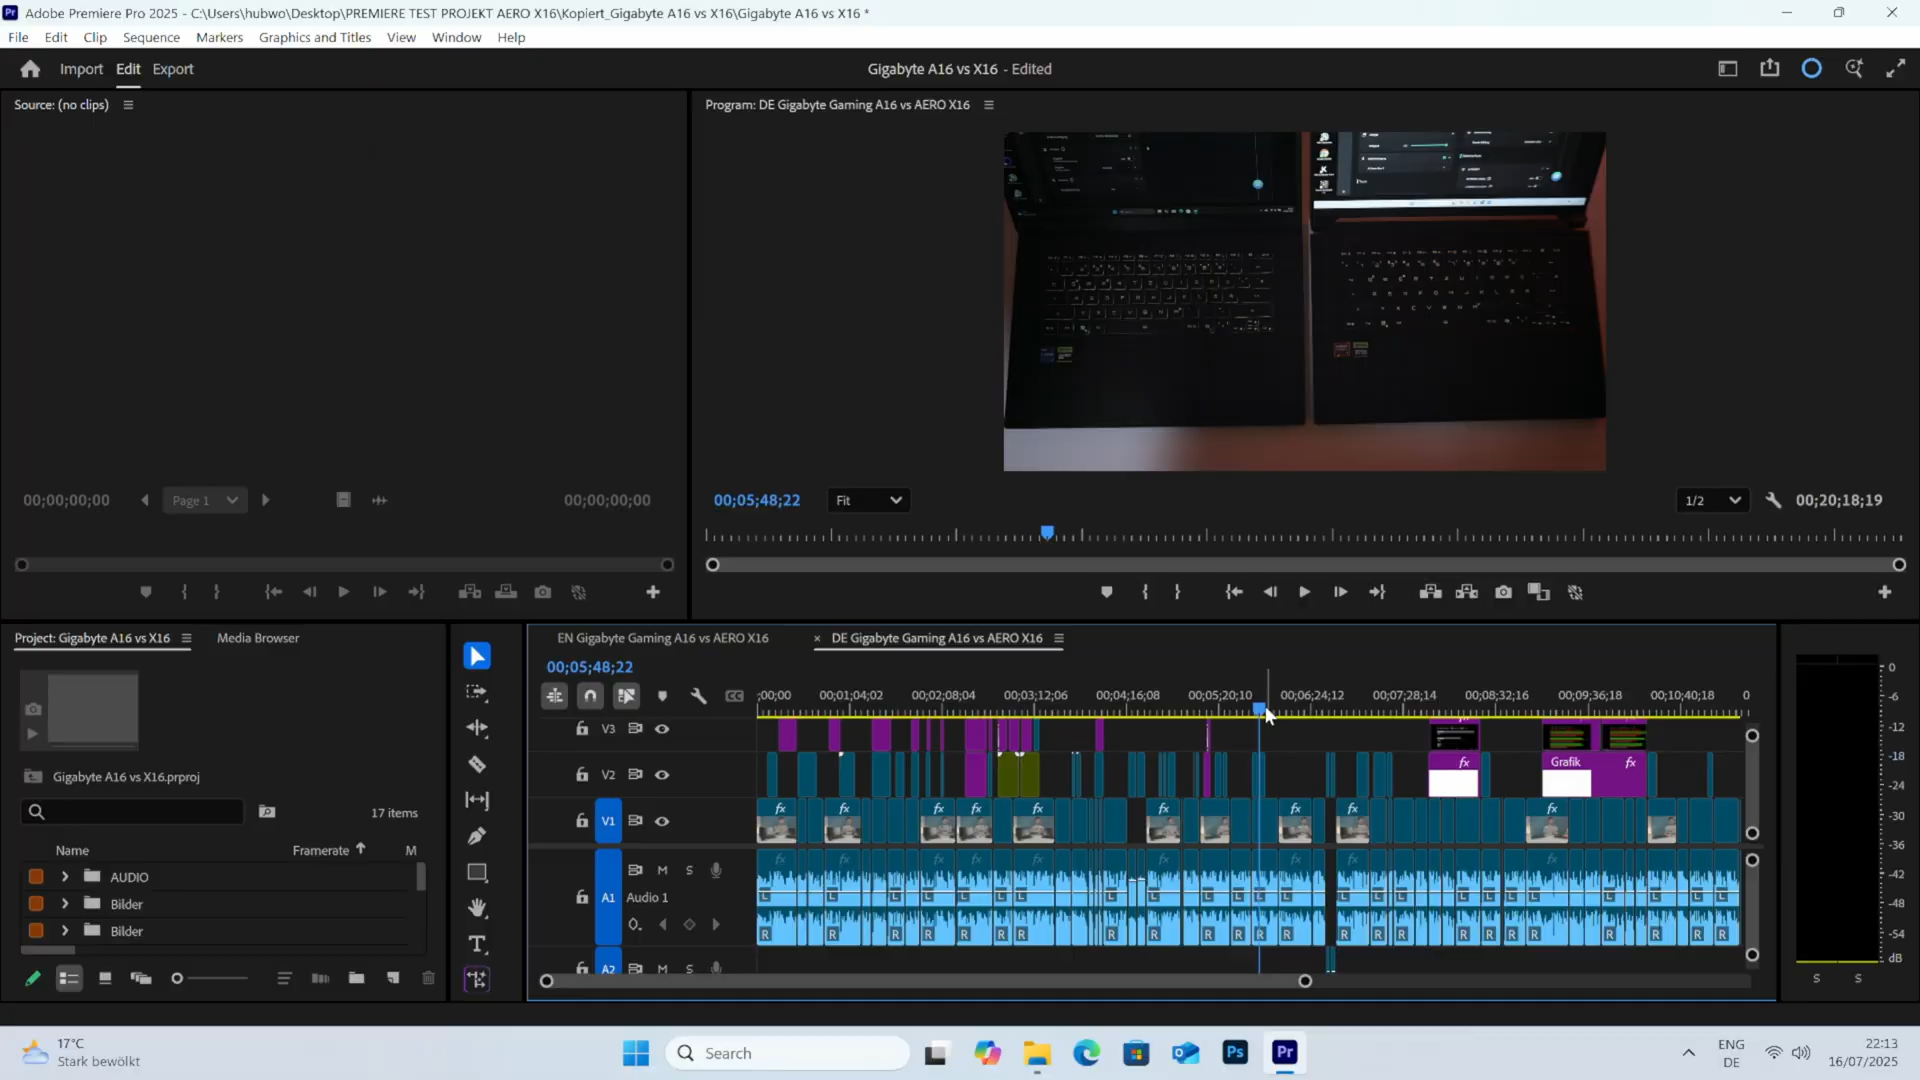 Adobe Premiere Pro 2025 - C:\Users\hubwo\Desktop\PREMIERE TEST PROJEKT AERO X16\Kopiert_Gigabyte A16 vs X16\Gigabyte A16 vs X16 *
File Edit Clip Sequence Markers Graphics and Titles View Window Help
Import Edit Export
Gigabyte A16 vs X16 - Edited
Source: (no clips)
Program: DE Gigabyte Gaming A16 vs AERO X16
00;00;00;00
Page 1
00;00;00;00
00;05;48;22
Fit
1/2
00;20;18;19
Project: Gigabyte A16 vs X16
Media Browser
EN Gigabyte Gaming A16 vs AERO X16
× DE Gigabyte Gaming A16 vs AERO X16
00;05;48;22
;00;00 00;01;04;02 00;02;08;04 00;03;12;06 00;04;16;08 00;05;20;10 00;06;24;12 00;07;28;14 00;08;32;16 00;09;36;18 00;10;40;18 0
Gigabyte A16 vs X16.prproj
17 items
Name Framerate M
AUDIO
Bilder
Bilder
V3
V2
Grafik fx
V1
A1 M S
Audio 1
A2 M S
0
-6
-12
-18
-24
-30
-36
-42
-48
-54
dB
S S
17°C
Stark bewölkt
Search
Ps
Pr
ENG
DE
22:13
16/07/2025